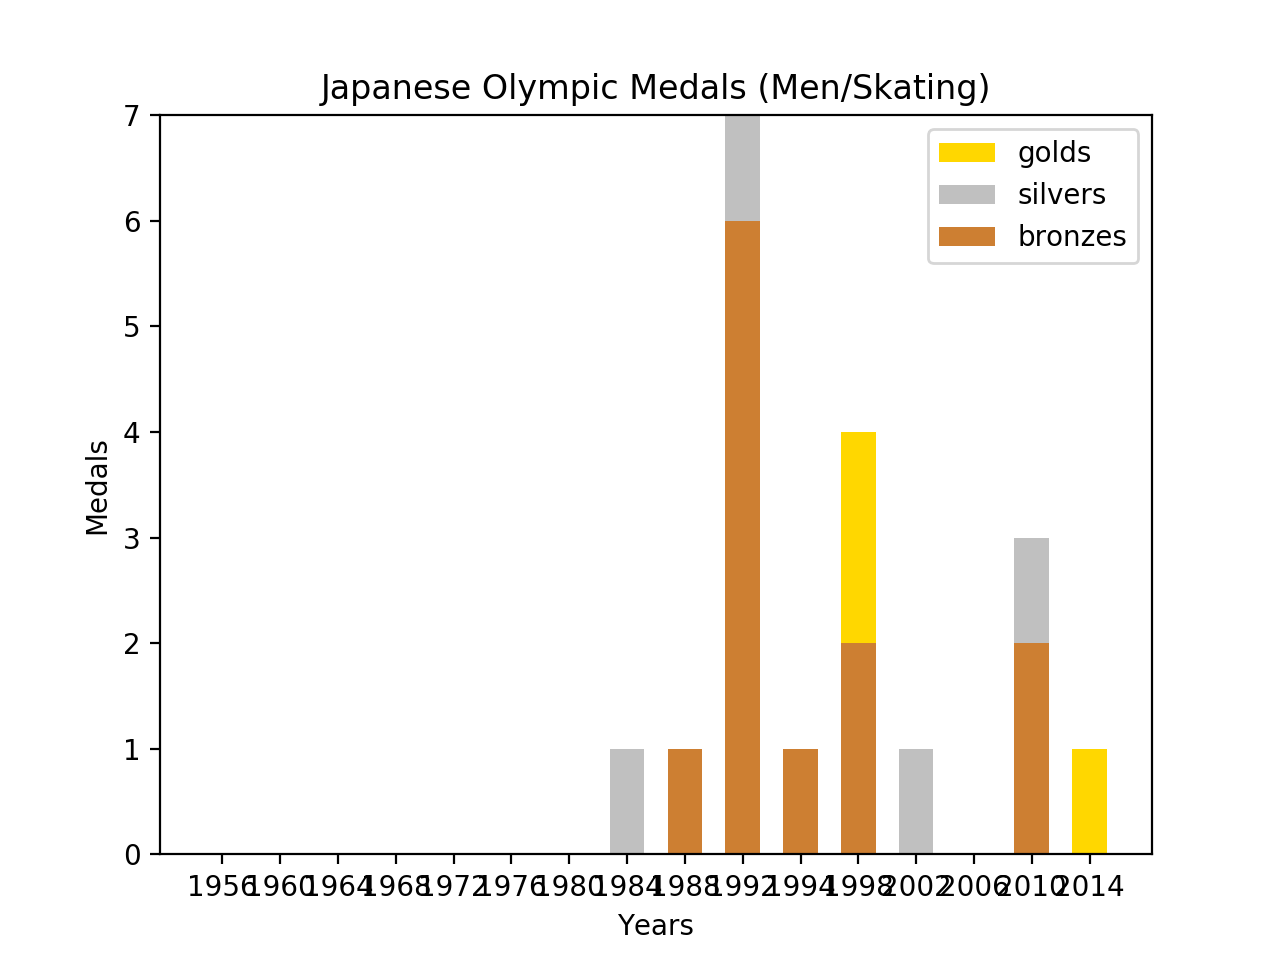 Japanese Olympic Medals (Men/Skating)
7
6
5
4
3
2
1
0
Medals
golds
silvers
bronzes
1956 1960 1964 1968 1972 1976 1980 1984 1988 1992 1994 1998 2002 2006 2010 2014
Years